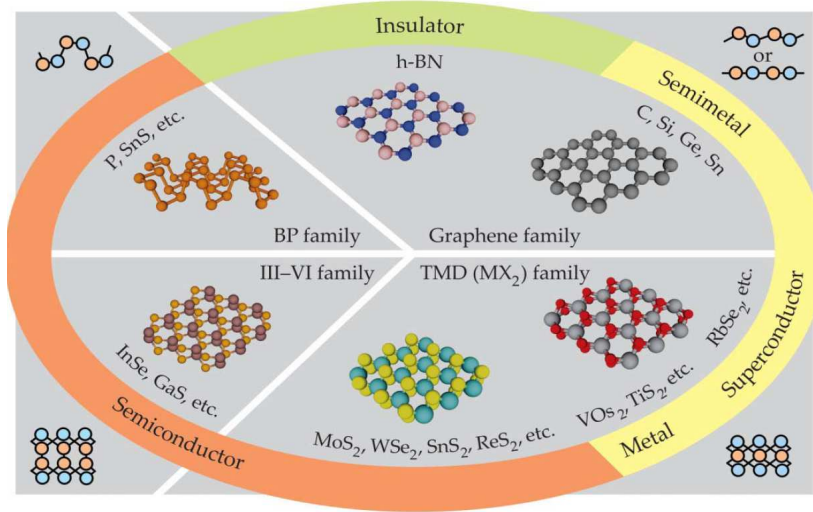 Insulator
h-BN
or
Semimetal
C, Si, Ge, Sn
P, SnS, etc.
BP family
Graphene family
III–VI family
TMD (MX₂) family
InSe, GaS, etc.
Semiconductor
MoS₂, WSe₂, SnS₂, ReS₂, etc.
VOs₂, TiS₂, etc.
RbSe₂, etc.
Metal
Superconductor